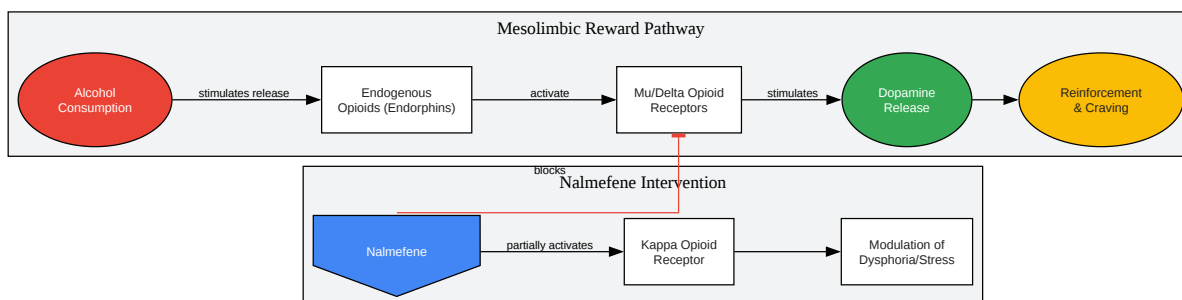 Mesolimbic Reward Pathway
Alcohol
Consumption
stimulates release
Endogenous
Opioids (Endorphins)
activate
Mu/Delta Opioid
Receptors
stimulates
Dopamine
Release
Reinforcement
& Craving
blocks
Nalmefene Intervention
Nalmefene
partially activates
Kappa Opioid
Receptor
Modulation of
Dysphoria/Stress